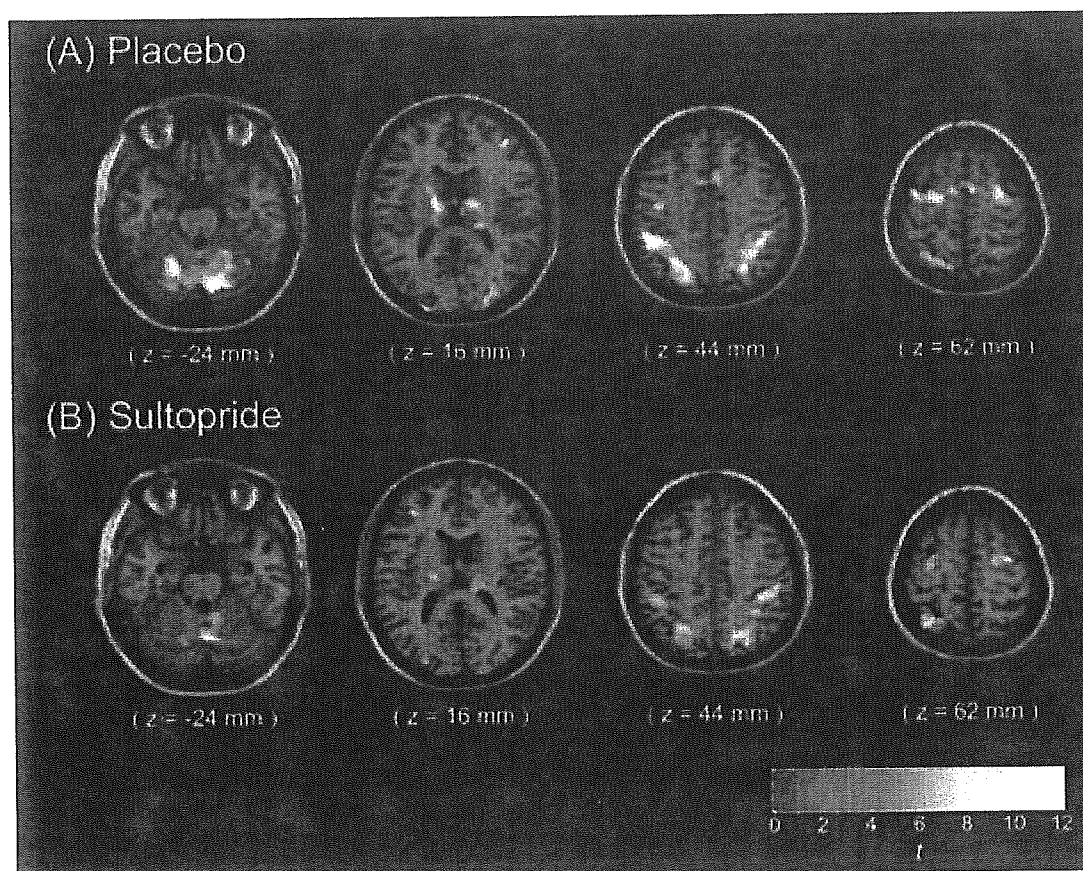 (A) Placebo
( z = -24 mm ) ( z = 16 mm ) ( z = 44 mm ) ( z = 62 mm )
(B) Sultopride
( z = -24 mm ) ( z = 16 mm ) ( z = 44 mm ) ( z = 62 mm )
0 2 4 6 8 10 12
t